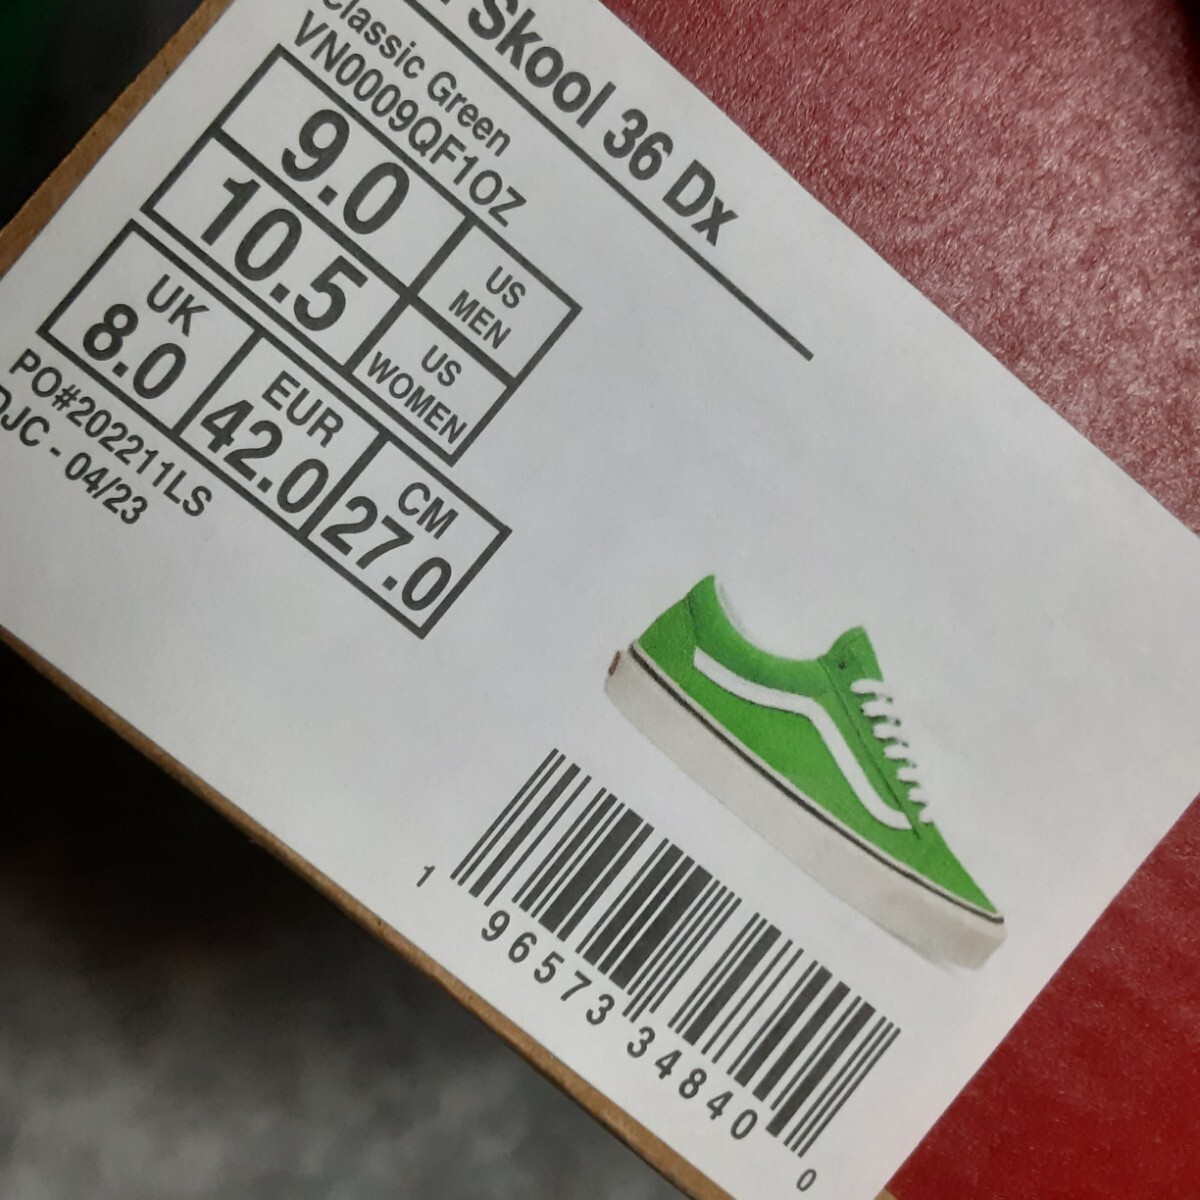 Skool 36 Dx
Classic Green
VN0009QF1OZ
9.0 US MEN
10.5 US WOMEN
UK EUR CM
8.0 42.0 27.0
PO#202211LS
DJC - 04/23
1 96573 34840 0